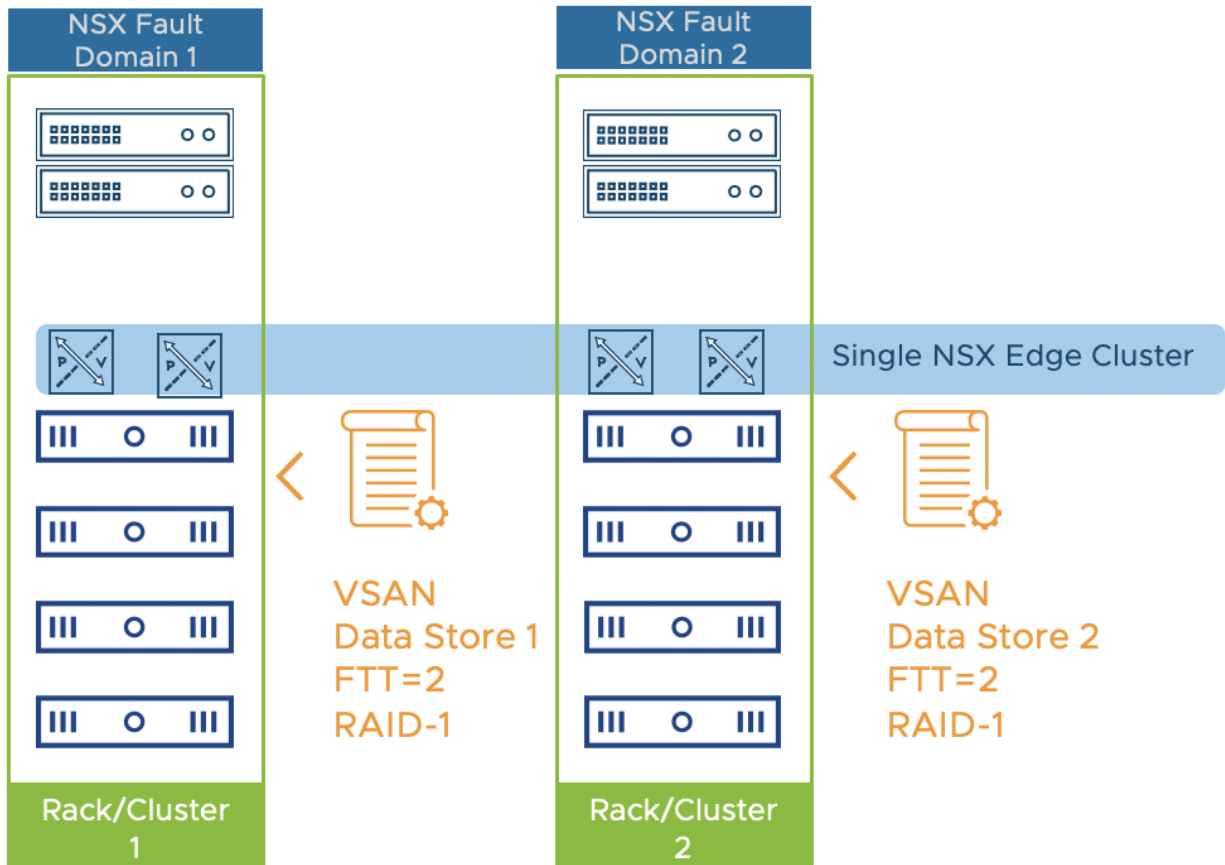 NSX Fault
Domain 1
NSX Fault
Domain 2
P V
P V
P V
P V
Single NSX Edge Cluster
VSAN
Data Store 1
FTT=2
RAID-1
VSAN
Data Store 2
FTT=2
RAID-1
Rack/Cluster
1
Rack/Cluster
2